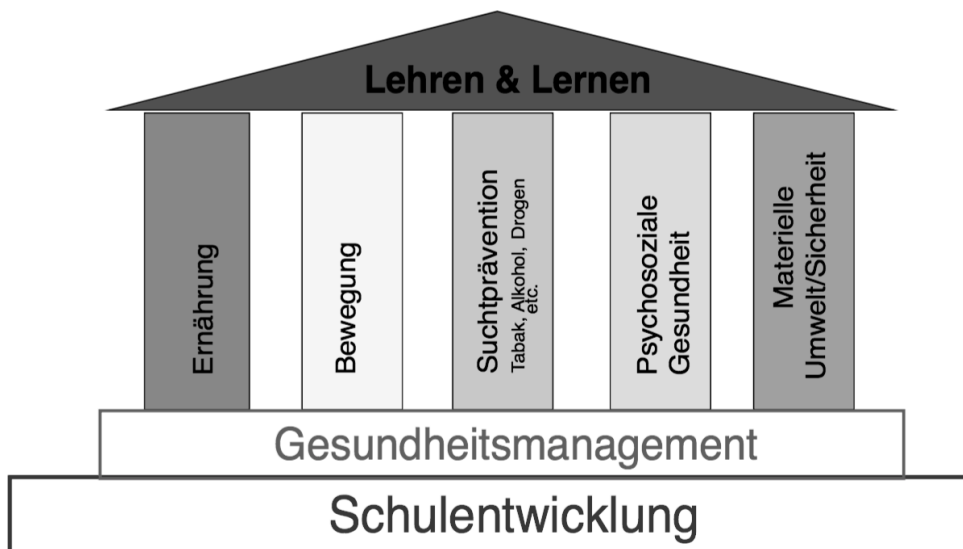 Lehren & Lernen
Ernährung
Bewegung
Suchtprävention
Tabak, Alkohol, Drogen
etc.
Psychosoziale
Gesundheit
Materielle
Umwelt/Sicherheit
Gesundheitsmanagement
Schulentwicklung